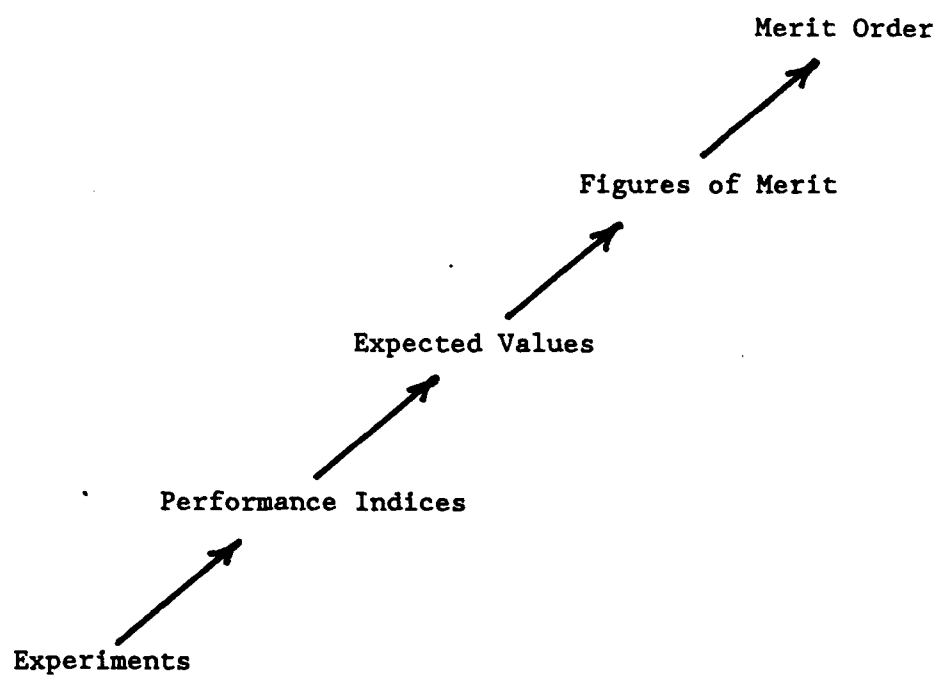 Merit Order
Figures of Merit
Expected Values
Performance Indices
Experiments